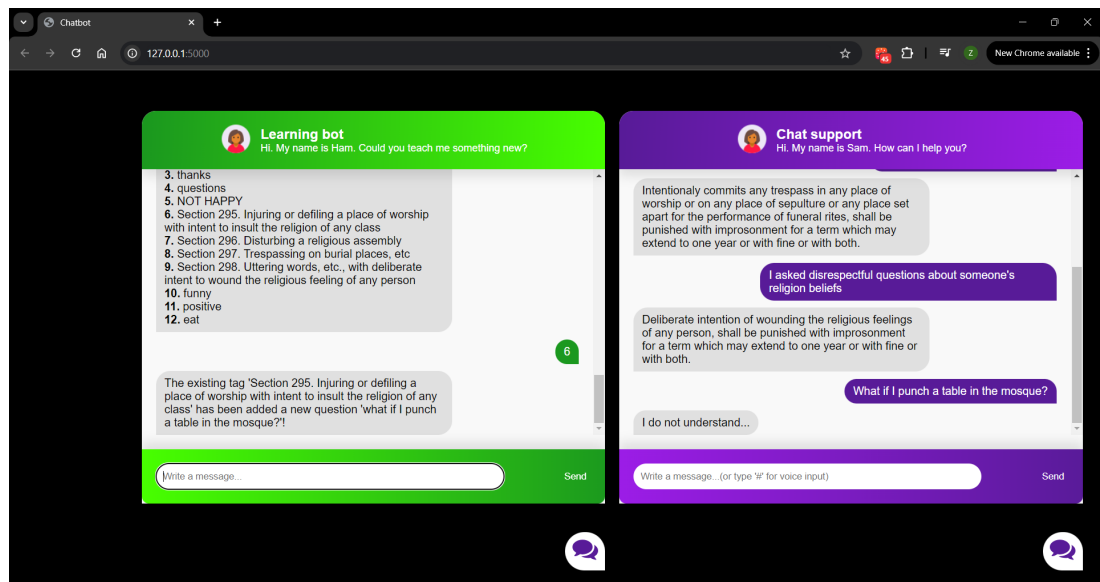 Chatbot
127.0.0.1:5000
45
Z
New Chrome available
Learning bot
Hi. My name is Ham. Could you teach me something new?
3. thanks
4. questions
5. NOT HAPPY
6. Section 295. Injuring or defiling a place of worship
with intent to insult the religion of any class
7. Section 296. Disturbing a religious assembly
8. Section 297. Trespassing on burial places, etc
9. Section 298. Uttering words, etc., with deliberate
intent to wound the religious feeling of any person
10. funny
11. positive
12. eat
6
The existing tag 'Section 295. Injuring or defiling a
place of worship with intent to insult the religion of any
class' has been added a new question 'what if I punch
a table in the mosque?'!
Write a message...
Send
Chat support
Hi. My name is Sam. How can I help you?
Intentionaly commits any trespass in any place of
worship or on any place of sepulture or any place set
apart for the performance of funeral rites, shall be
punished with improsonment for a term which may
extend to one year or with fine or with both.
I asked disrespectful questions about someone's
religion beliefs
Deliberate intention of wounding the religious feelings
of any person, shall be punished with improsonment
for a term which may extend to one year or with fine or
with both.
What if I punch a table in the mosque?
I do not understand...
Write a message...(or type '#' for voice input)
Send